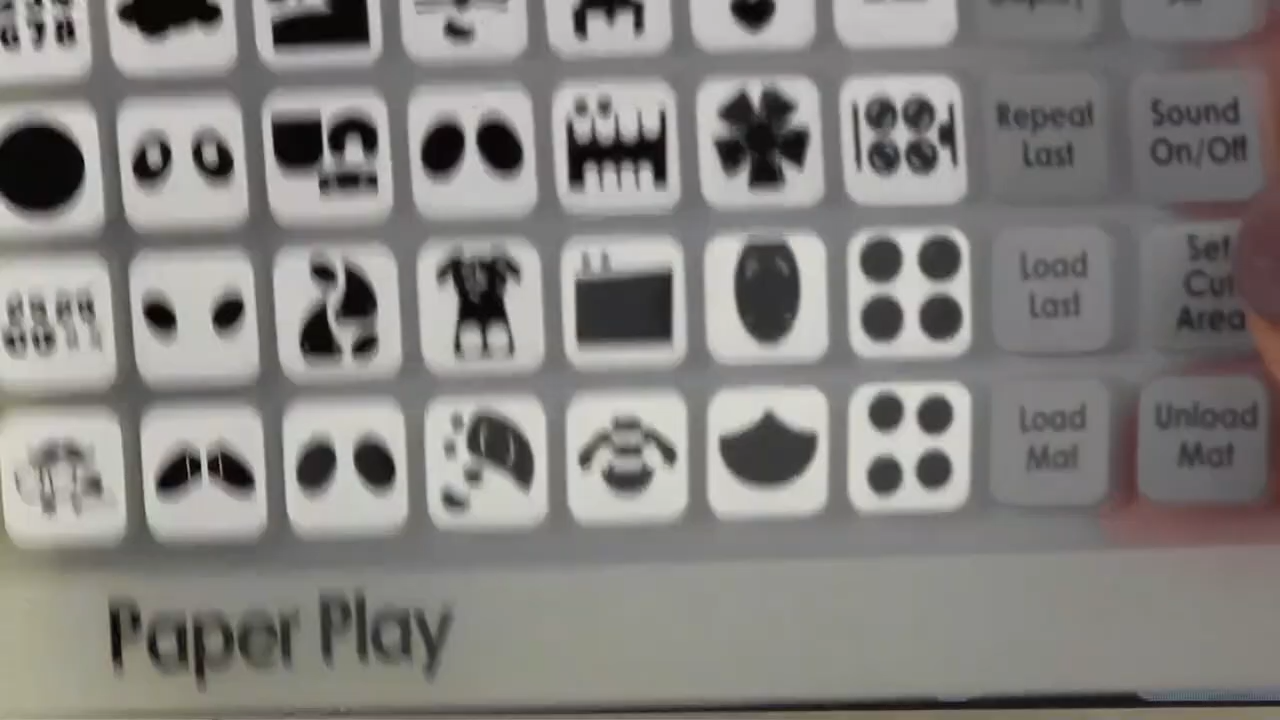 Repeat
Last
Sound
On/Off
Load
Last
Set
Cut
Area
Load
Mat
Unload
Mat
Paper Play